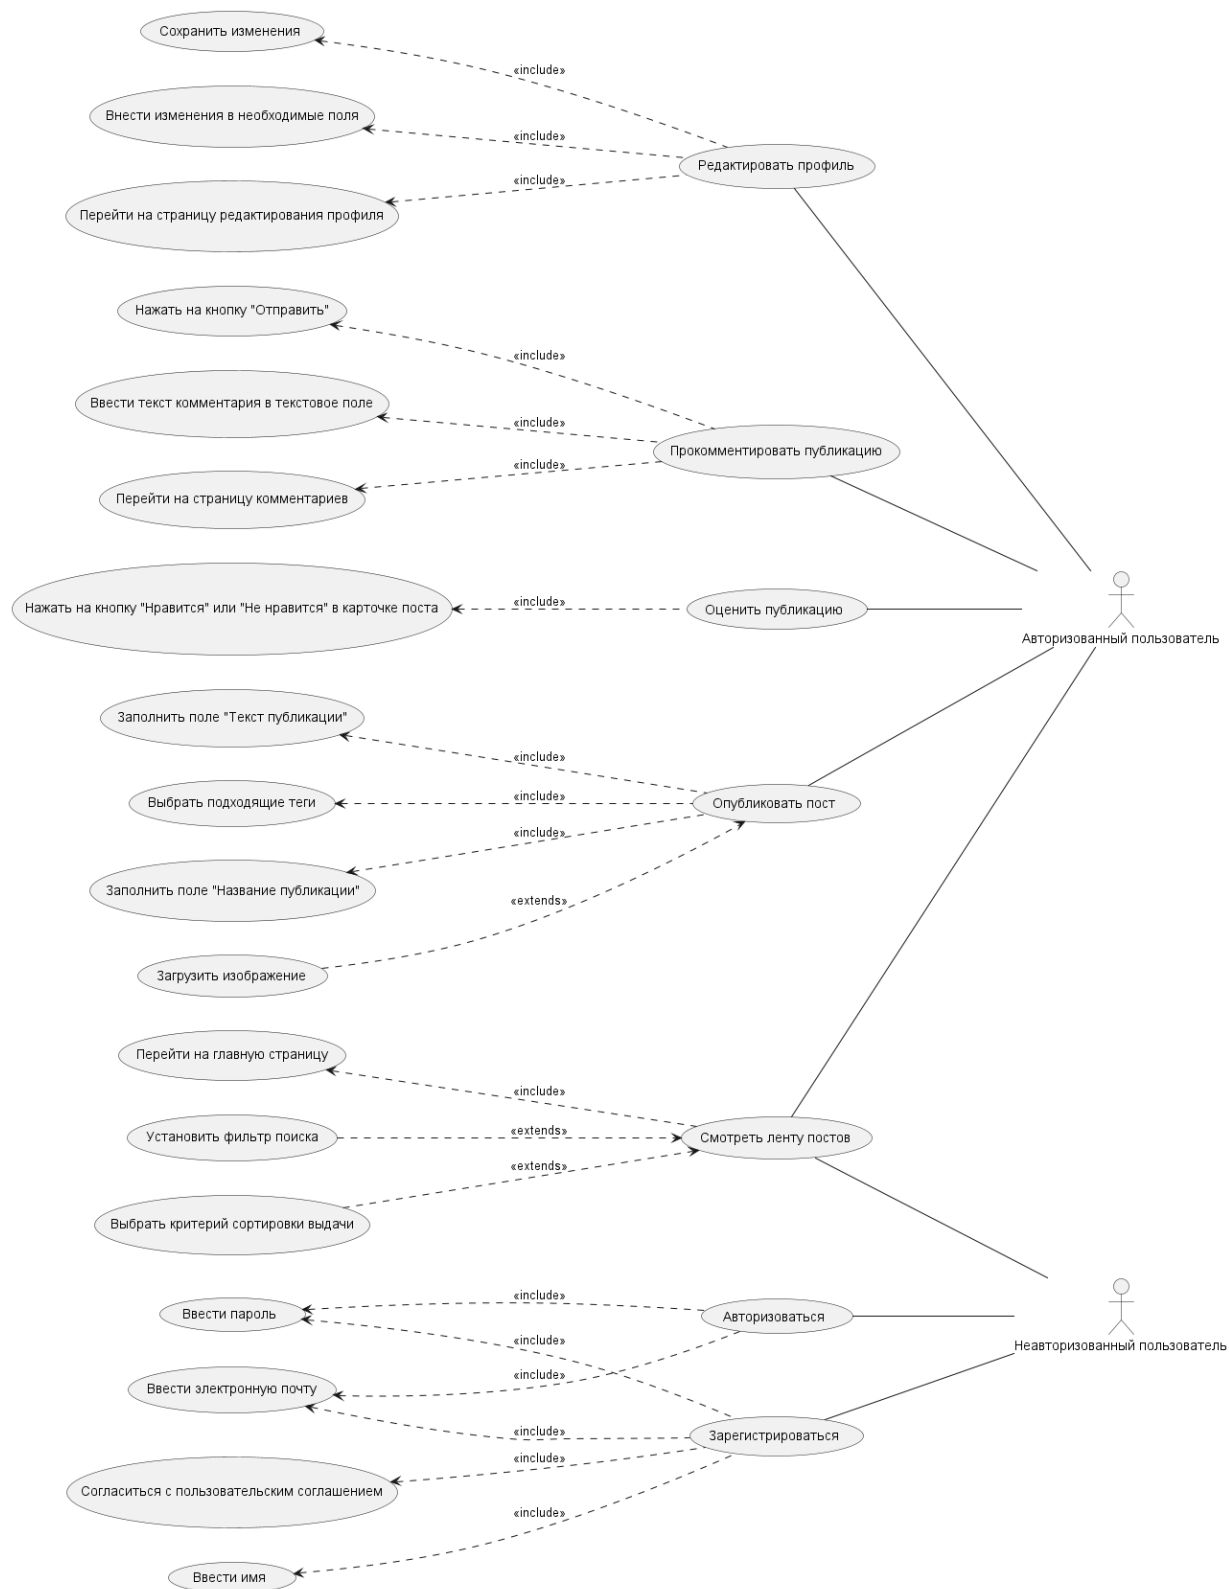 Сохранить изменения
«include»
Внести изменения в необходимые поля
«include»
Редактировать профиль
«include»
Перейти на страницу редактирования профиля
Нажать на кнопку "Отправить"
«include»
Ввести текст комментария в текстовое поле
«include»
Прокомментировать публикацию
«include»
Перейти на страницу комментариев
Нажать на кнопку "Нравится" или "Не нравится" в карточке поста
«include»
Оценить публикацию
Авторизованный пользователь
Заполнить поле "Текст публикации"
«include»
Выбрать подходящие теги
«include»
Опубликовать пост
«include»
Заполнить поле "Название публикации"
«extends»
Загрузить изображение
Перейти на главную страницу
«include»
Установить фильтр поиска
«extends»
Смотреть ленту постов
«extends»
Выбрать критерий сортировки выдачи
Ввести пароль
«include»
Авторизоваться
«include»
Неавторизованный пользователь
«include»
Ввести электронную почту
«include»
Зарегистрироваться
«include»
Согласиться с пользовательским соглашением
«include»
Ввести имя